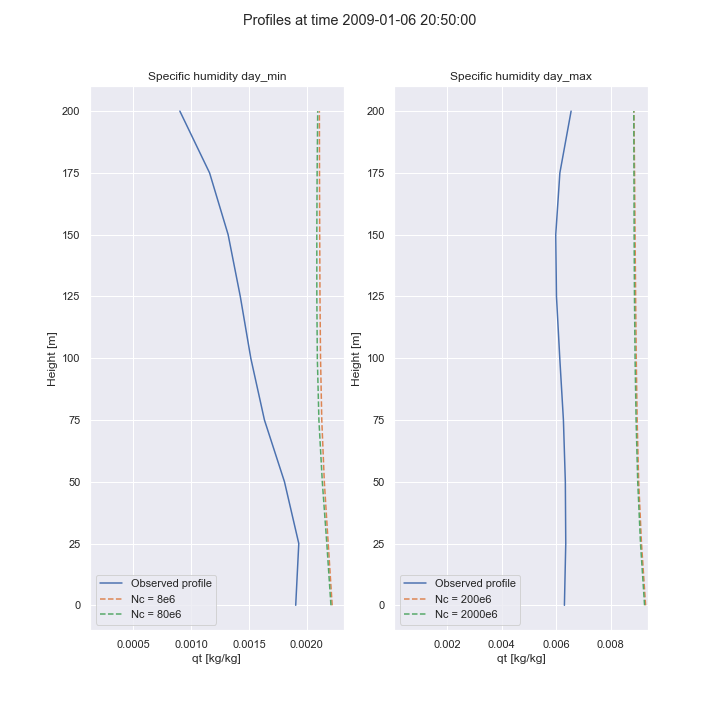 Profiles at time 2009-01-06 20:50:00
Specific humidity day_min
200
175
150
125
100
75
50
25
0
Height [m]
Observed profile
Nc = 8e6
Nc = 80e6
0.0005 0.0010 0.0015 0.0020
qt [kg/kg]
Specific humidity day_max
200
175
150
125
100
75
50
25
0
Height [m]
Observed profile
Nc = 200e6
Nc = 2000e6
0.002 0.004 0.006 0.008
qt [kg/kg]